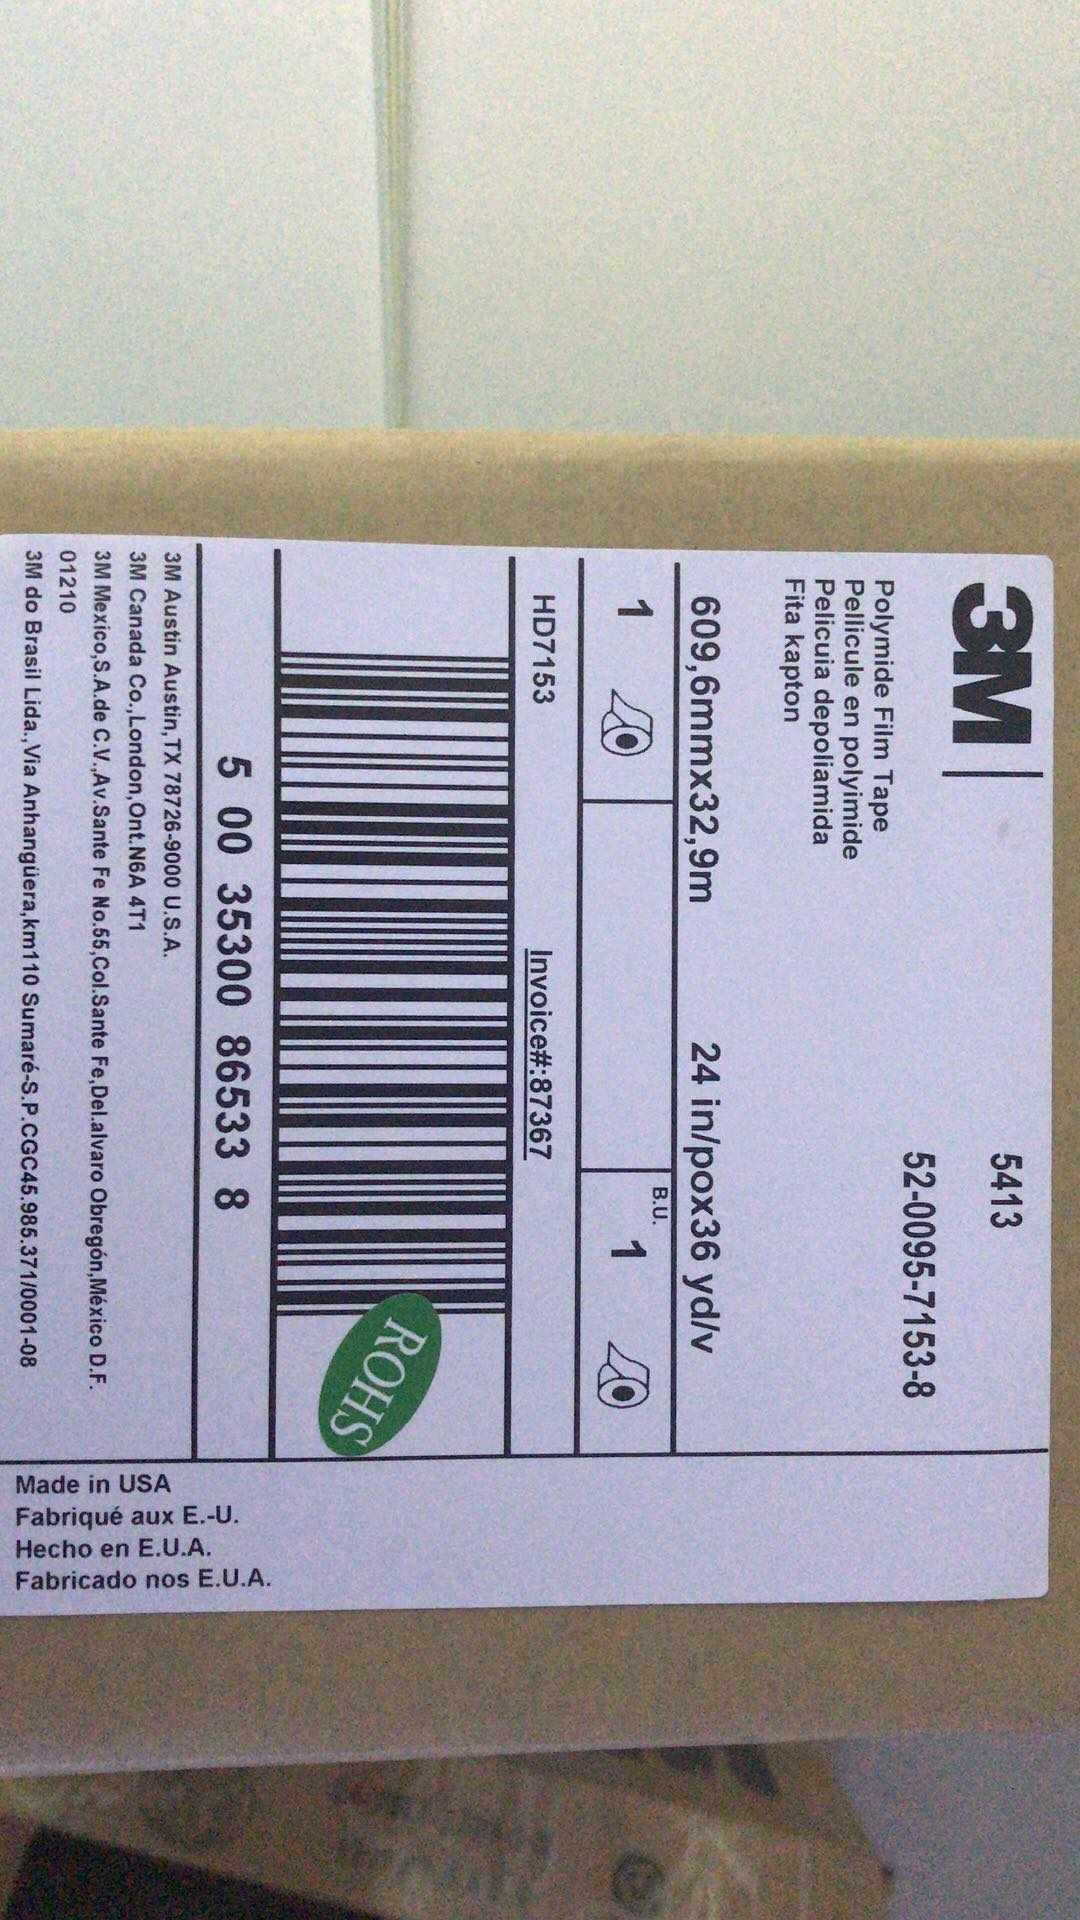 3M
5413
52-0095-7153-8
Polymide Film Tape
Pellicule en polyimide
Pelicuia depoliamida
Fita kapton
609,6mmx32,9m 24 in/pox36 yd/v
1
B.U. 1
HD7153 Invoice#:87367
ROHS
5 00 35300 86533 8
3M Austin Austin,TX 78726-9000 U.S.A.
3M Canada Co.,London,Ont.N6A 4T1
3M Mexico,S.A.de C.V.,Av.Sante Fe No.55,Col.Sante Fe,Del.alvaro Obregón,México D.F.
01210
3M do Brasil Lida.,Via Anhangüera,km110 Sumaré-S.P.CGC45.985.371/0001-08
Made in USA
Fabriqué aux E.-U.
Hecho en E.U.A.
Fabricado nos E.U.A.